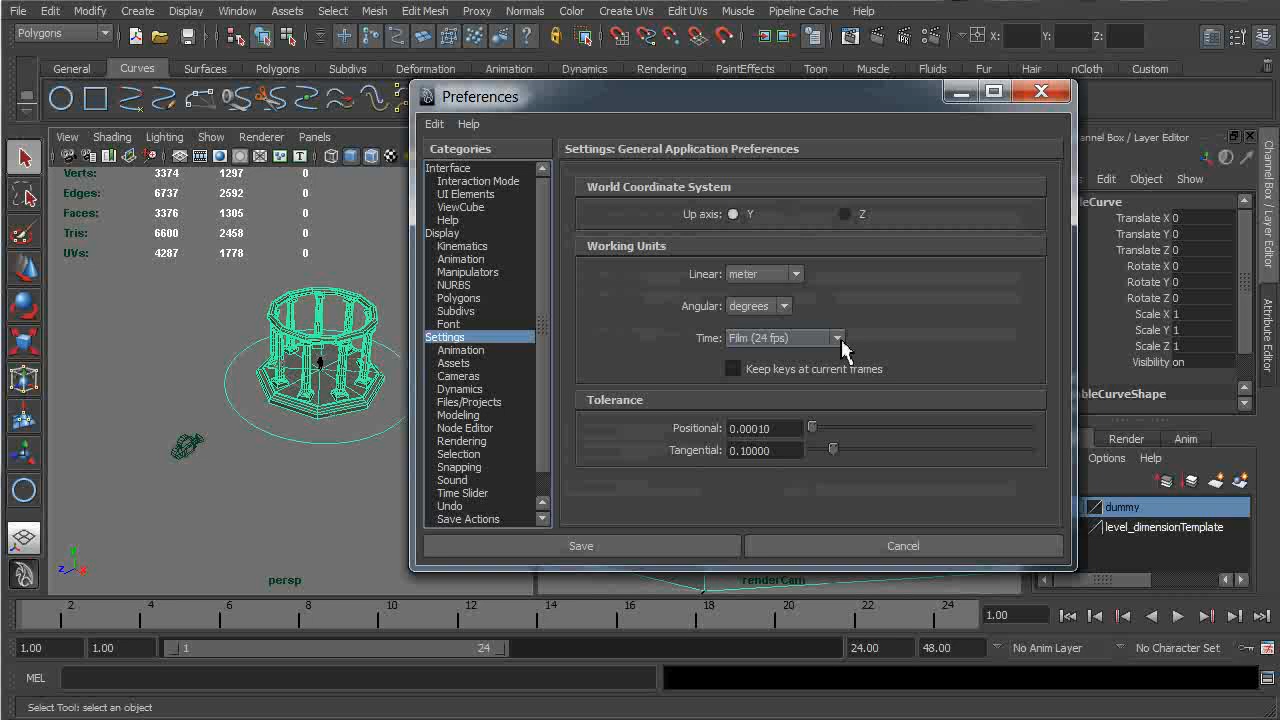 File Edit Modify Create Display Window Assets Select Mesh Edit Mesh Proxy Normals Color Create UVs Edit UVs Muscle Pipeline Cache Help
Polygons X: Y: Z:
General Curves Surfaces Polygons Subdivs Deformation Animation Dynamics Rendering PaintEffects Toon Muscle Fluids Fur Hair nCloth Custom
Preferences
Edit Help
View Shading Lighting Show Renderer Panels
Verts: 3374 1297 0
Edges: 6737 2592 0
Faces: 3376 1305 0
Tris: 6600 2458 0
UVs: 4287 1778 0
persp
renderCam
Categories
Interface
Interaction Mode
UI Elements
ViewCube
Help
Display
Kinematics
Animation
Manipulators
NURBS
Polygons
Subdivs
Font
Settings
Animation
Assets
Cameras
Dynamics
Files/Projects
Modeling
Node Editor
Rendering
Selection
Snapping
Sound
Time Slider
Undo
Save Actions
Settings: General Application Preferences
World Coordinate System
Up axis: Y Z
Working Units
Linear: meter
Angular: degrees
Time: Film (24 fps)
Keep keys at current frames
Tolerance
Positional: 0.00010
Tangential: 0.10000
Save Cancel
annel Box / Layer Editor
Edit Object Show
bleCurve
Translate X 0
Translate Y 0
Translate Z 0
Rotate X 0
Rotate Y 0
Rotate Z 0
Scale X 1
Scale Y 1
Scale Z 1
Visibility on
bleCurveShape
Render Anim
Options Help
dummy
level_dimensionTemplate
Channel Box / Layer Editor
Attribute Editor
2 4 6 8 10 12 14 16 18 20 22 24 1.00
1.00 1.00 1 24 24.00 48.00 No Anim Layer No Character Set
MEL
Select Tool: select an object